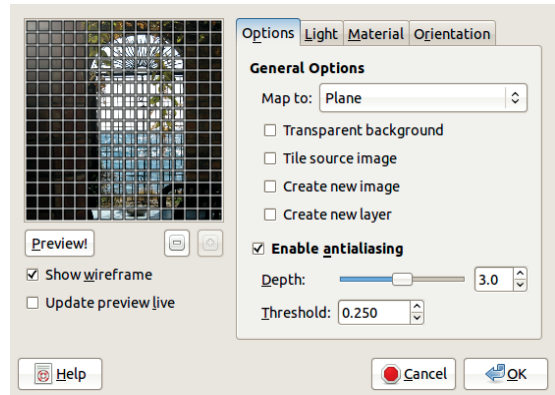 Options Light Material Orientation
General Options
Map to: Plane
Transparent background
Tile source image
Create new image
Create new layer
Preview!
Enable antialiasing
Show wireframe
Depth: 3.0
Update preview live
Threshold: 0.250
Help
Cancel
OK